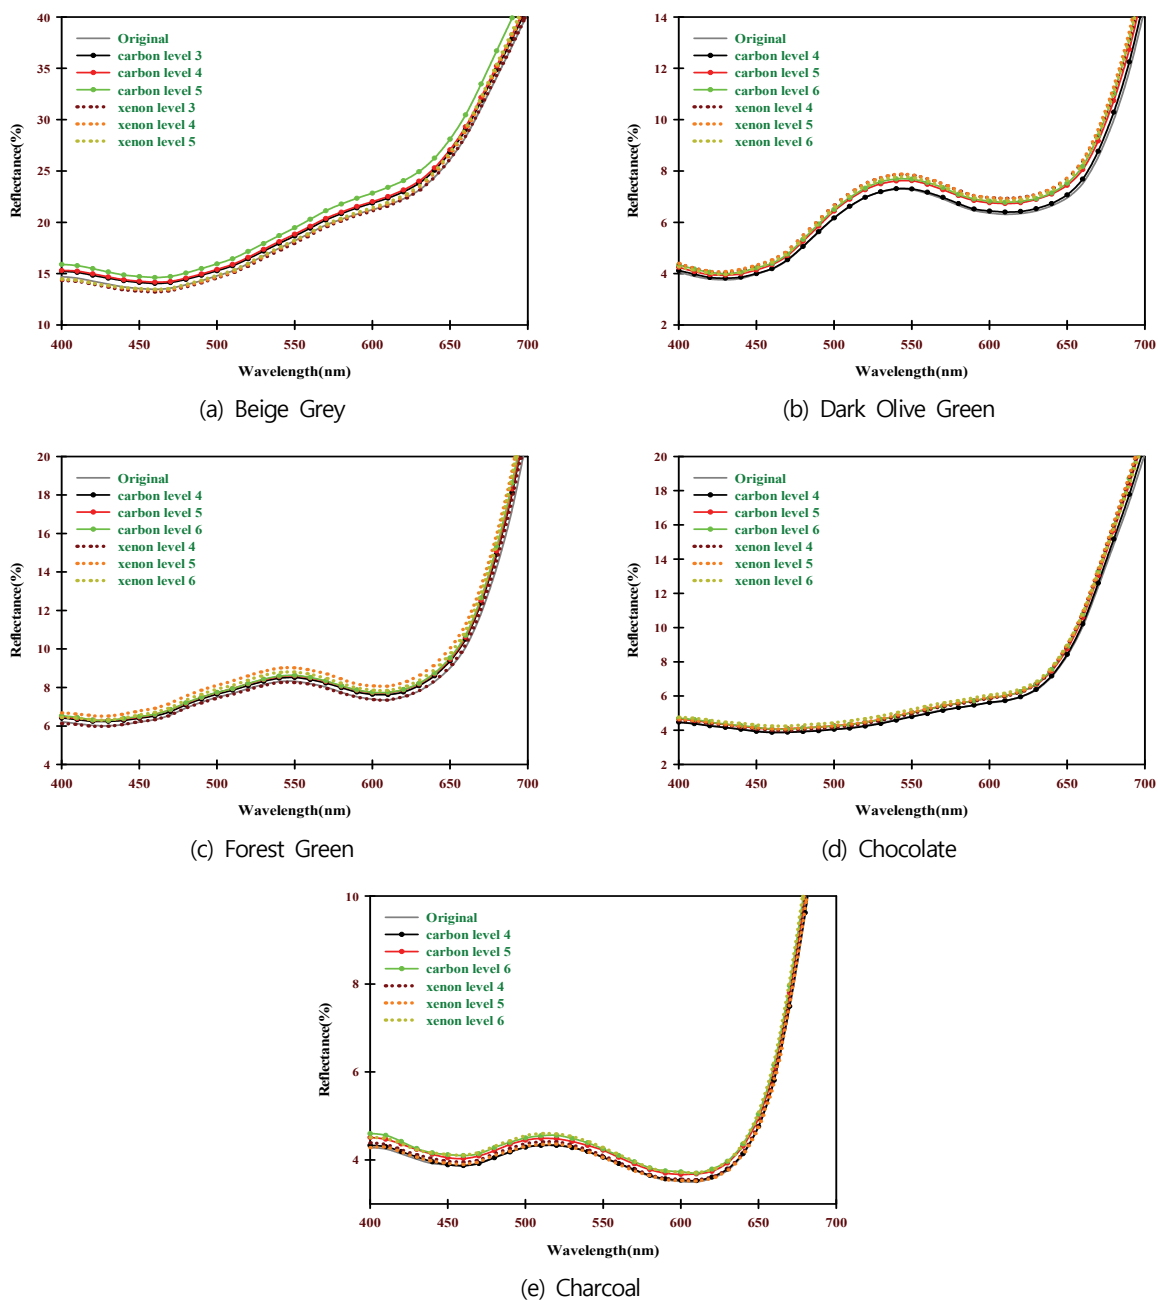 40
35
30
25
20
15
10
Reflectance(%)
Original
carbon level 3
carbon level 4
carbon level 5
xenon level 3
xenon level 4
xenon level 5
400 450 500 550 600 650 700
Wavelength(nm)
(a) Beige Grey
14
12
10
8
6
4
2
Reflectance(%)
Original
carbon level 4
carbon level 5
carbon level 6
xenon level 4
xenon level 5
xenon level 6
400 450 500 550 600 650 700
Wavelength(nm)
(b) Dark Olive Green
20
18
16
14
12
10
8
6
4
Reflectance(%)
Original
carbon level 4
carbon level 5
carbon level 6
xenon level 4
xenon level 5
xenon level 6
400 450 500 550 600 650 700
Wavelength(nm)
(c) Forest Green
20
18
16
14
12
10
8
6
4
2
Reflectance(%)
Original
carbon level 4
carbon level 5
carbon level 6
xenon level 4
xenon level 5
xenon level 6
400 450 500 550 600 650 700
Wavelength(nm)
(d) Chocolate
10
8
6
4
Reflectance(%)
Original
carbon level 4
carbon level 5
carbon level 6
xenon level 4
xenon level 5
xenon level 6
400 450 500 550 600 650 700
Wavelength(nm)
(e) Charcoal